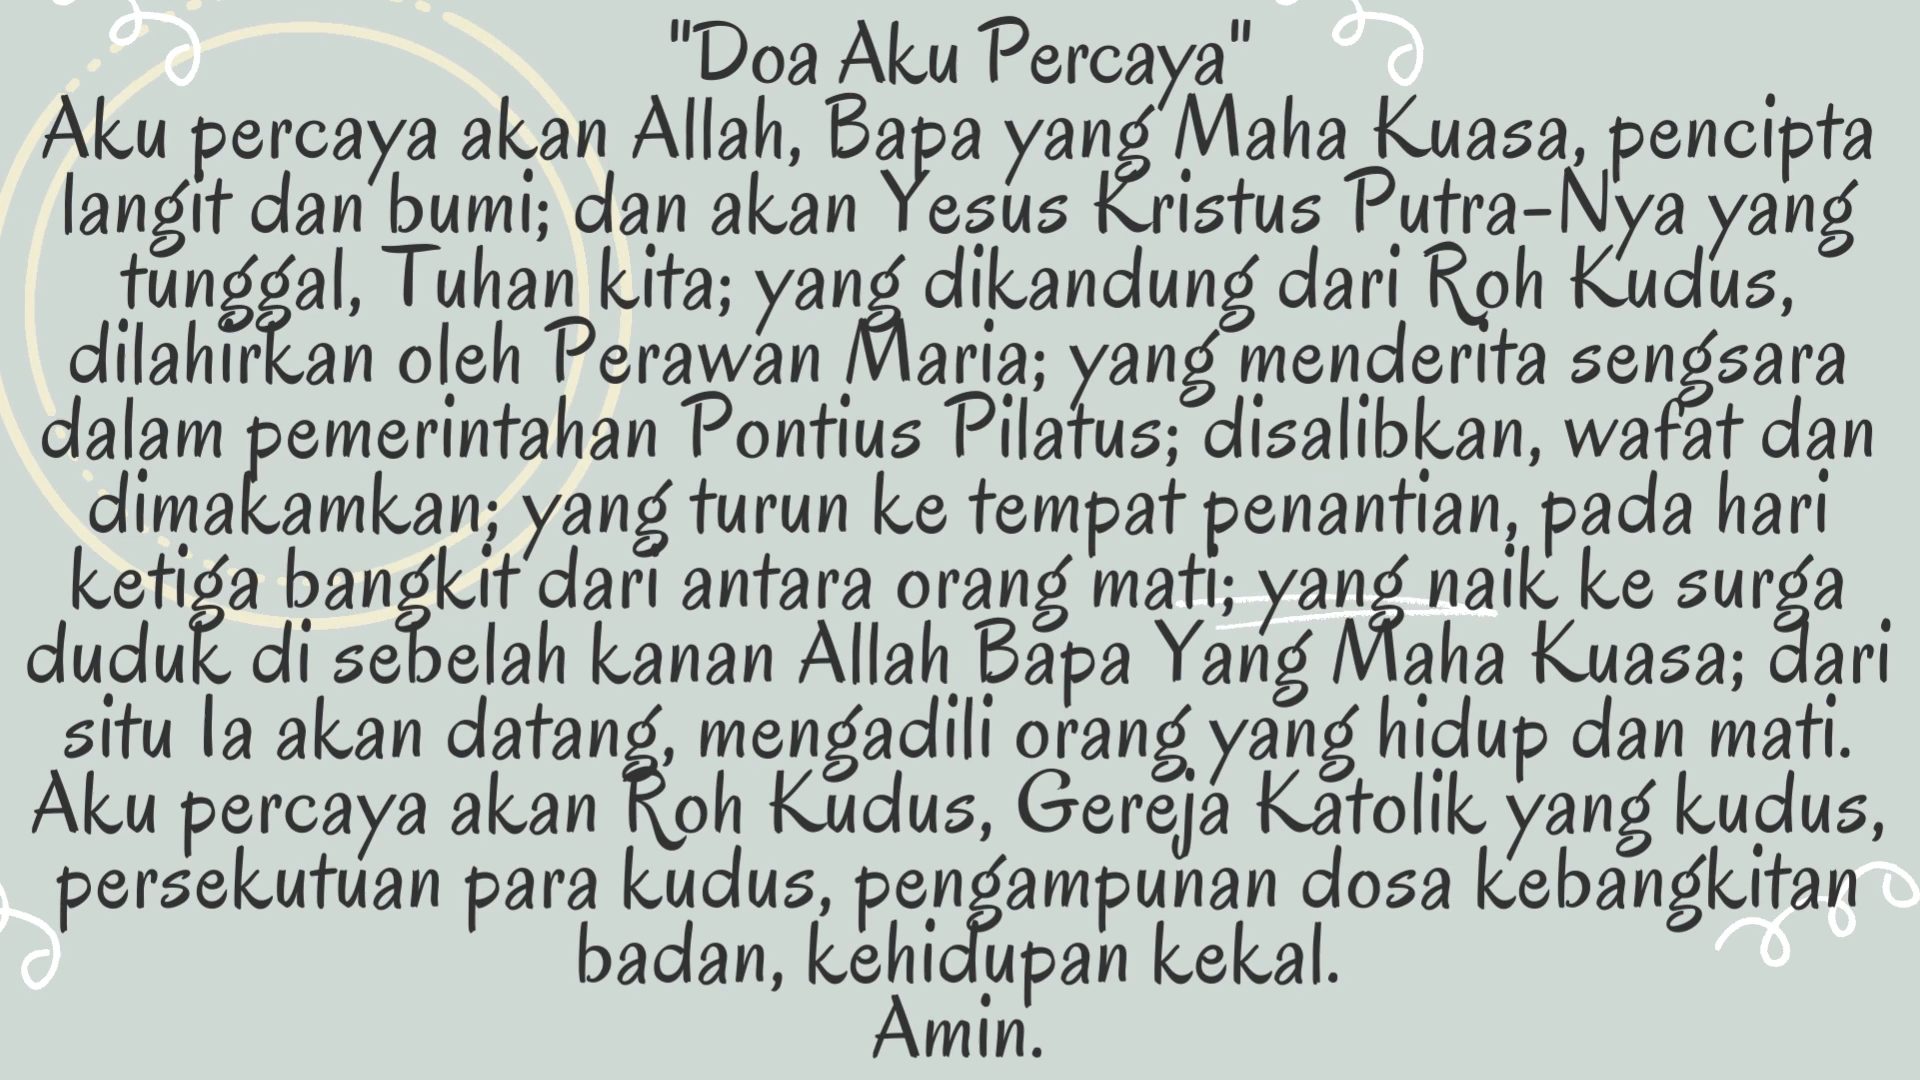 "Doa Aku Percaya"
Aku percaya akan Allah, Bapa yang Maha Kuasa, pencipta
langit dan bumi; dan akan Yesus Kristus Putra-Nya yang
tunggal, Tuhan kita; yang dikandung dari Roh Kudus,
dilahirkan oleh Perawan Maria; yang menderita sengsara
dalam pemerintahan Pontius Pilatus; disalibkan, wafat dan
dimakamkan; yang turun ke tempat penantian, pada hari
ketiga bangkit dari antara orang mati; yang naik ke surga
duduk di sebelah kanan Allah Bapa Yang Maha Kuasa; dari
situ Ia akan datang, mengadili orang yang hidup dan mati.
Aku percaya akan Roh Kudus, Gereja Katolik yang kudus,
persekutuan para kudus, pengampunan dosa kebangkitan
badan, kehidupan kekal.
Amin.